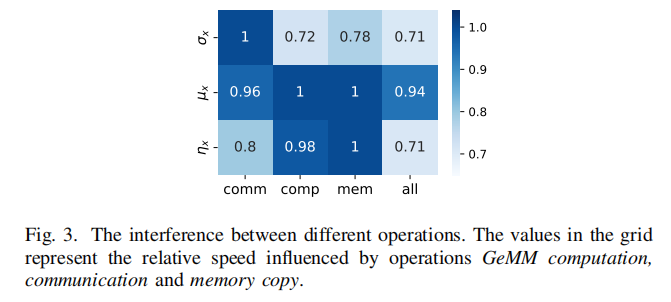 σx 1 0.72 0.78 0.71
μx 0.96 1 1 0.94
ηx 0.8 0.98 1 0.71
comm comp mem all
1.0
0.9
0.8
0.7
Fig. 3. The interference between different operations. The values in the grid
represent the relative speed influenced by operations GeMM computation,
communication and memory copy.